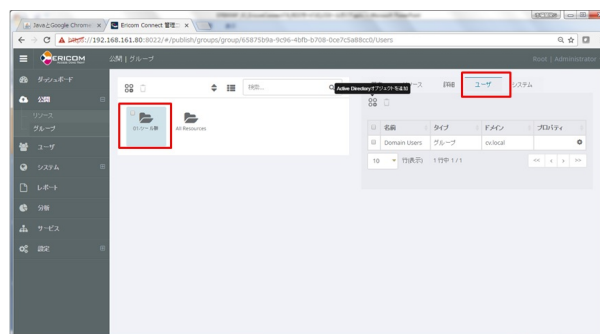 JavaとGoogle Chrome
Ericom Connect 管理
https://192.168.161.80:8022/#/publish/groups/group/65875b9a-9c96-4bfb-b708-0ce7c5a88cc0/Users
ERICOM
公開 | グループ
Root | Administrator
ダッシュボード
公開
リソース
グループ
ユーザ
システム
レポート
分析
サービス
設定
検索...
01.ツール群
All Resources
Active Directoryオブジェクトを追加
ース
詳細
ユーザ
システム
名前
タイプ
ドメイン
プロパティ
Domain Users
グループ
cv.local
10
行(表示)
1 行中 1 / 1
<< < > >>